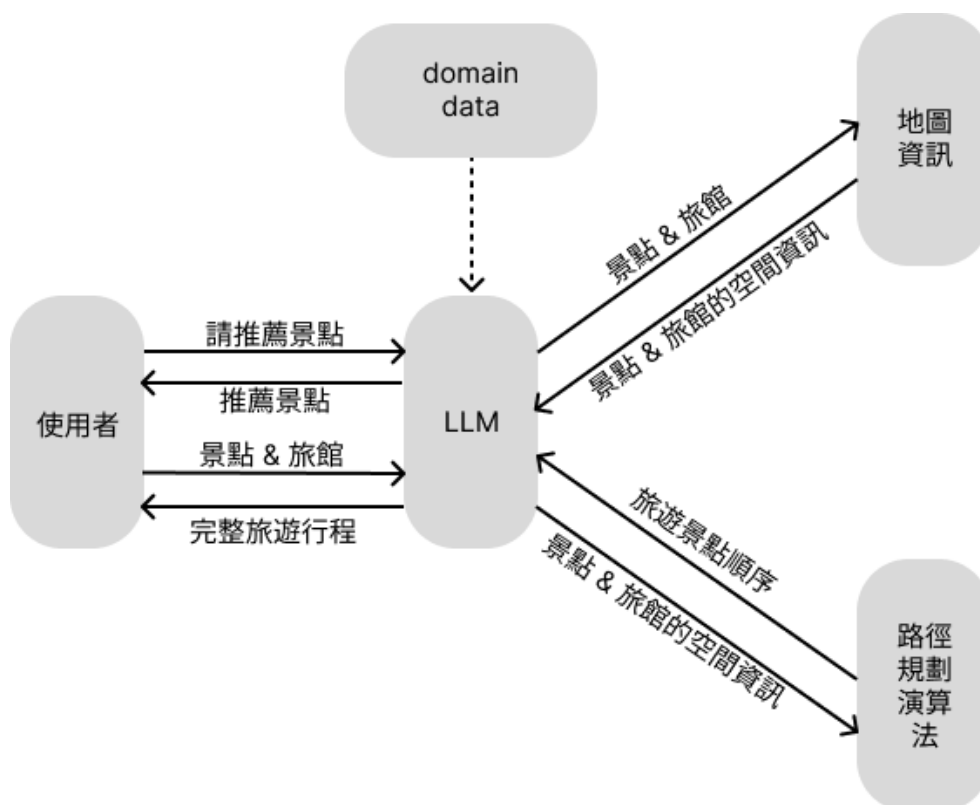 domain
data
地圖
資訊
景點 & 旅館
景點 & 旅館的空間資訊
請推薦景點
推薦景點
使用者
LLM
景點 & 旅館
完整旅遊行程
旅遊景點順序
景點 & 旅館的空間資訊
路徑
規劃
演算
法